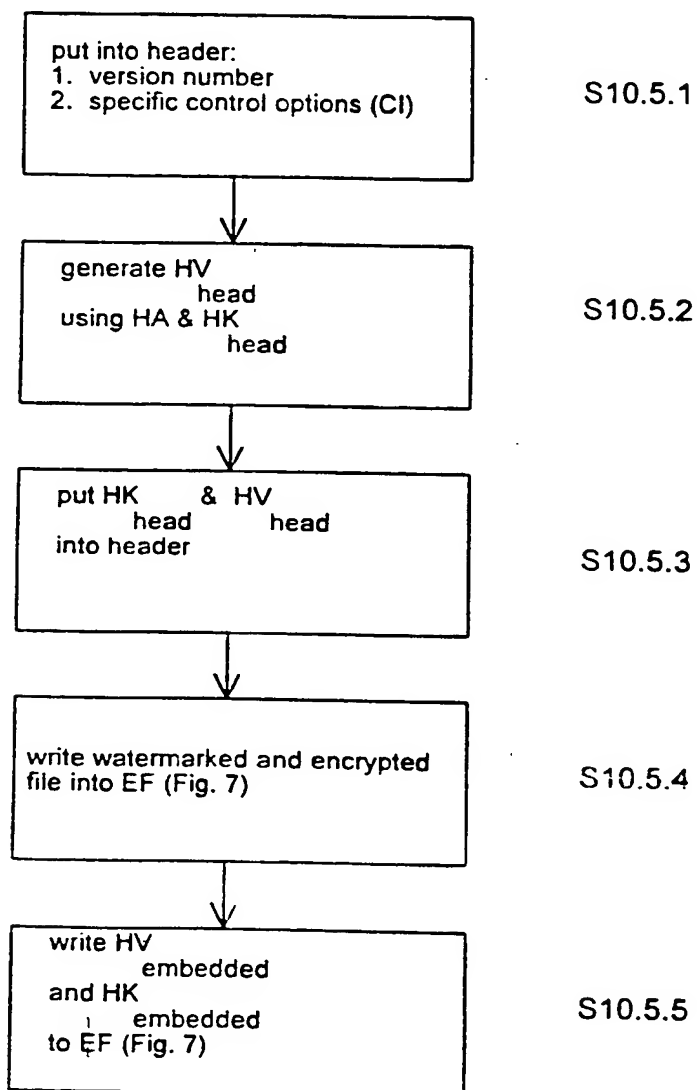 put into header:
1. version number
2. specific control options (CI)
S10.5.1
generate HV
head
using HA & HK
head
S10.5.2
put HK & HV
head head
into header
S10.5.3
write watermarked and encrypted
file into EF (Fig. 7)
S10.5.4
write HV
embedded
and HK
embedded
to EF (Fig. 7)
S10.5.5